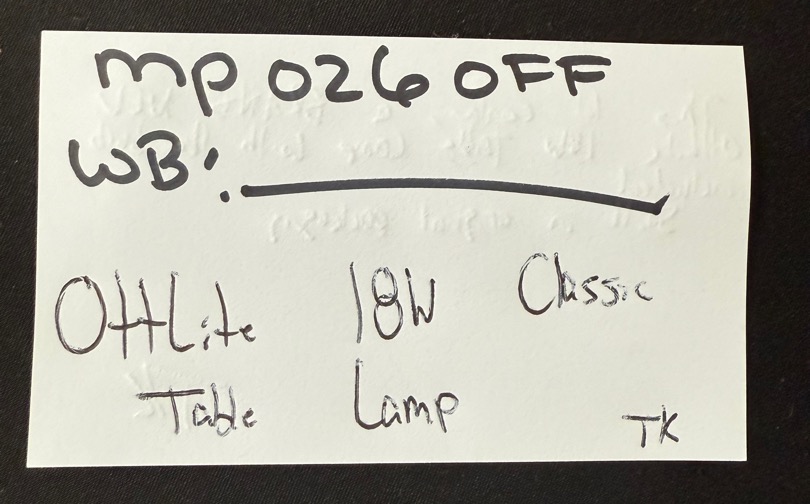 MP 026 OFF
WB:
OttLite 18W Classic
Table Lamp
TK